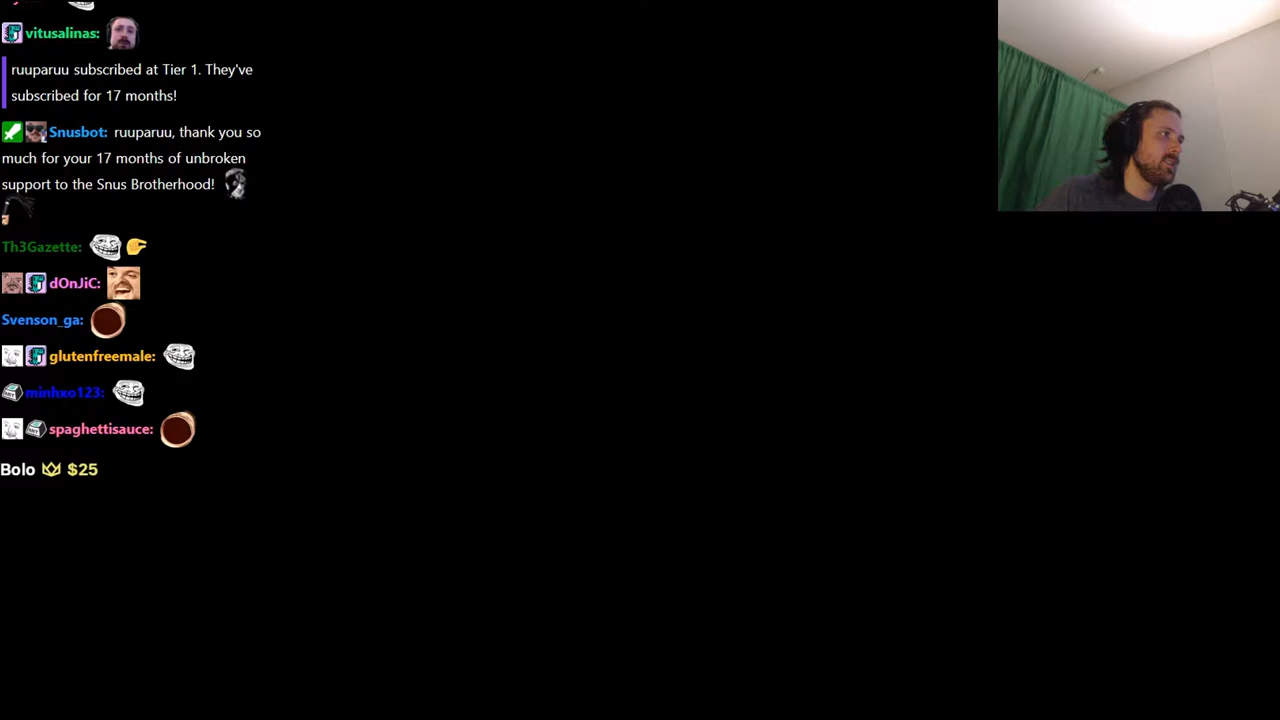 vitusalinas:
ruuparuu subscribed at Tier 1. They've
subscribed for 17 months!
Snusbot: ruuparuu, thank you so
much for your 17 months of unbroken
support to the Snus Brotherhood!
Th3Gazette:
dOnJiC:
Svenson_ga:
glutenfreemale:
minhxo123:
spaghettisauce:
Bolo $25